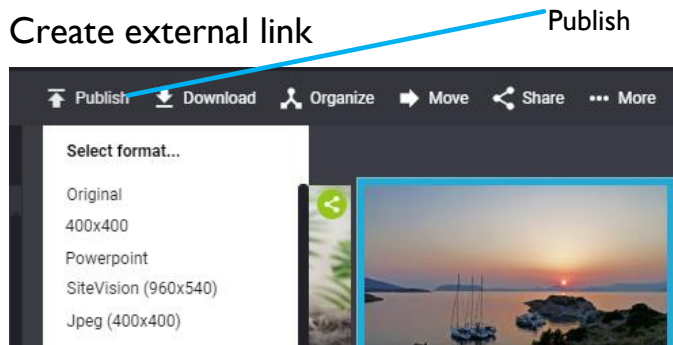 Create external link
Publish
Publish Download Organize Move Share ••• More
Select format...
Original
400x400
Powerpoint
SiteVision (960x540)
Jpeg (400x400)